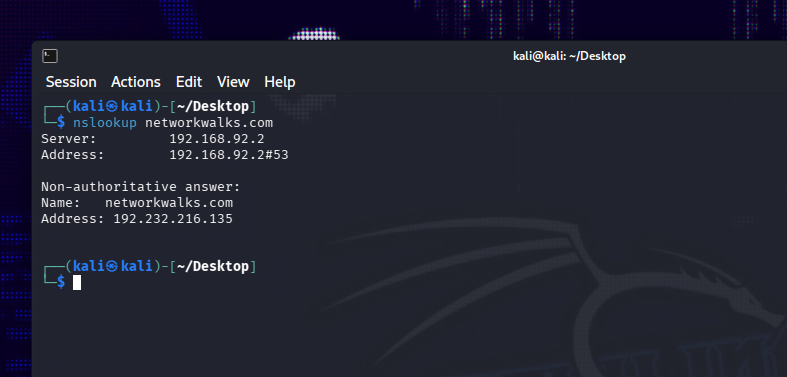 kali@kali: ~/Desktop
Session Actions Edit View Help
┌──(kali㉿kali)-[~/Desktop]
└─$ nslookup networkwalks.com
Server:         192.168.92.2
Address:        192.168.92.2#53
Non-authoritative answer:
Name:   networkwalks.com
Address: 192.232.216.135
┌──(kali㉿kali)-[~/Desktop]
└─$